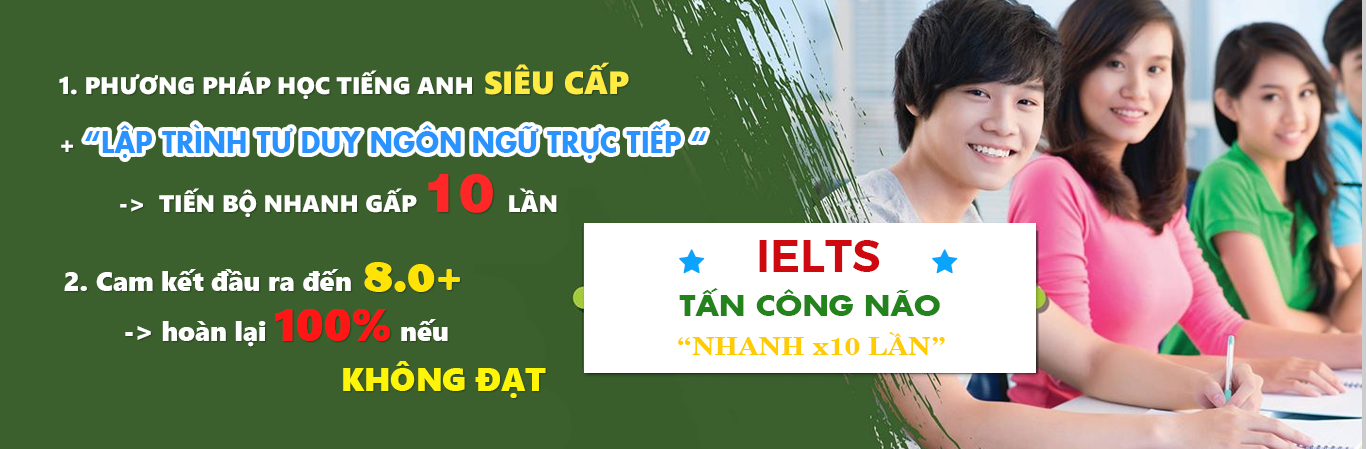 1. PHƯƠNG PHÁP HỌC TIẾNG ANH SIÊU CẤP
+ “LẬP TRÌNH TƯ DUY NGÔN NGỮ TRỰC TIẾP “
-> TIẾN BỘ NHANH GẤP 10 LẦN
2. Cam kết đầu ra đến 8.0+
-> hoàn lại 100% nếu
KHÔNG ĐẠT
IELTS
TẤN CÔNG NÃO
“NHANH x10 LẦN”